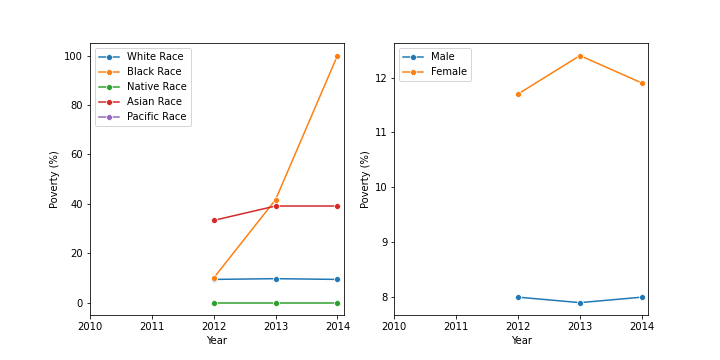 White Race
Black Race
Native Race
Asian Race
Pacific Race
100
80
60
40
20
0
Poverty (%)
2010 2011 2012 2013 2014
Year
Male
Female
12
11
10
9
8
Poverty (%)
2010 2011 2012 2013 2014
Year